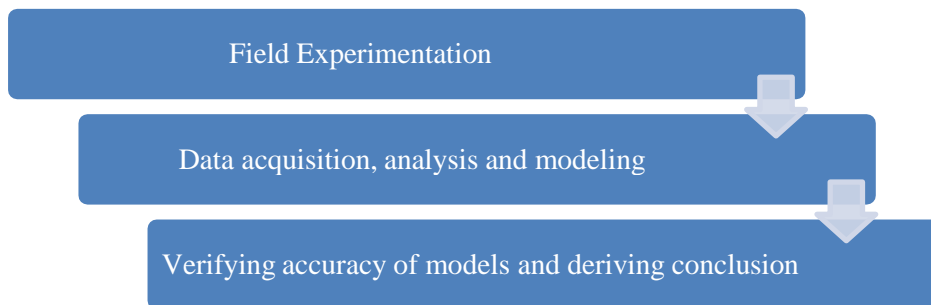 Field Experimentation
Data acquisition, analysis and modeling
Verifying accuracy of models and deriving conclusion